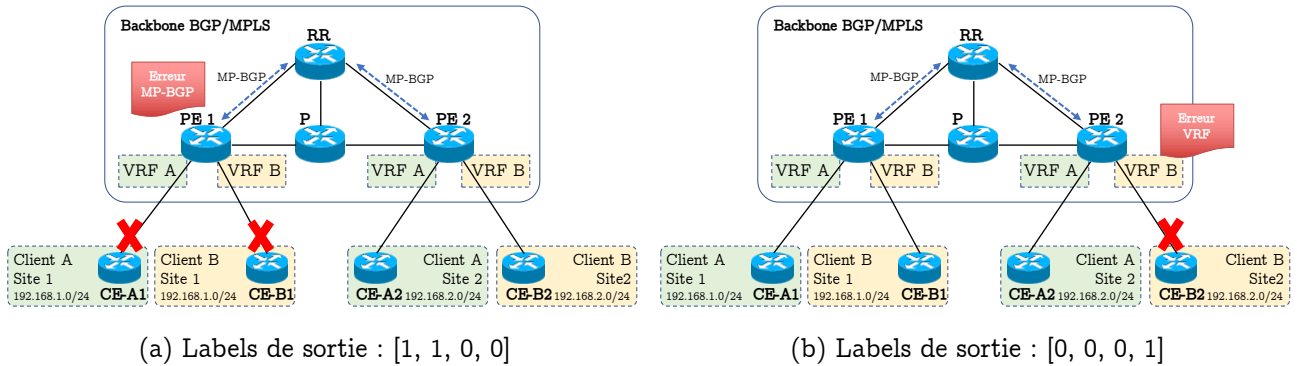 Backbone BGP/MPLS
RR
Erreur
MP-BGP
MP-BGP
MP-BGP
PE 1
P
PE 2
VRF A
VRF B
VRF A
VRF B
Client A
Site 1
192.168.1.0/24
CE-A1
Client B
Site 1
192.168.1.0/24
CE-B1
Client A
Site 2
CE-A2 192.168.2.0/24
Client B
Site2
CE-B2 192.168.2.0/24
(a) Labels de sortie : [1, 1, 0, 0]
Backbone BGP/MPLS
RR
MP-BGP
MP-BGP
PE 1
P
PE 2
Erreur
VRF
VRF A
VRF B
VRF A
VRF B
Client A
Site 1
192.168.1.0/24
CE-A1
Client B
Site 1
192.168.1.0/24
CE-B1
Client A
Site 2
CE-A2 192.168.2.0/24
Client B
Site2
CE-B2 192.168.2.0/24
(b) Labels de sortie : [0, 0, 0, 1]